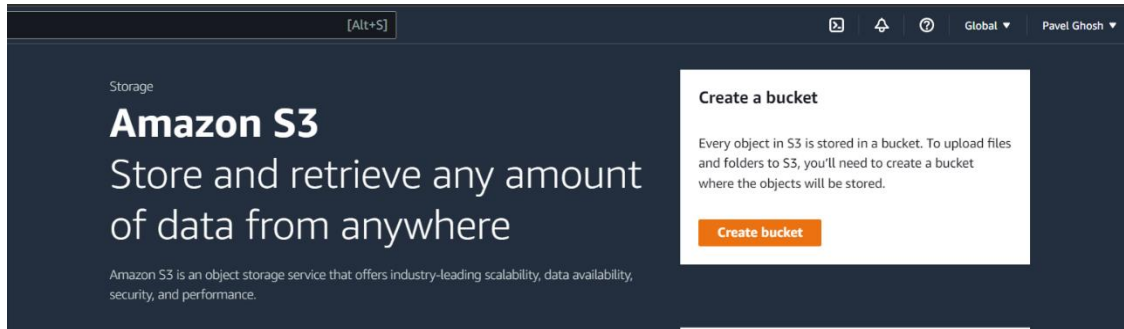 [Alt+S]
Global
Pavel Ghosh
Storage
Amazon S3
Store and retrieve any amount
of data from anywhere
Amazon S3 is an object storage service that offers industry-leading scalability, data availability,
security, and performance.
Create a bucket
Every object in S3 is stored in a bucket. To upload files
and folders to S3, you'll need to create a bucket
where the objects will be stored.
Create bucket